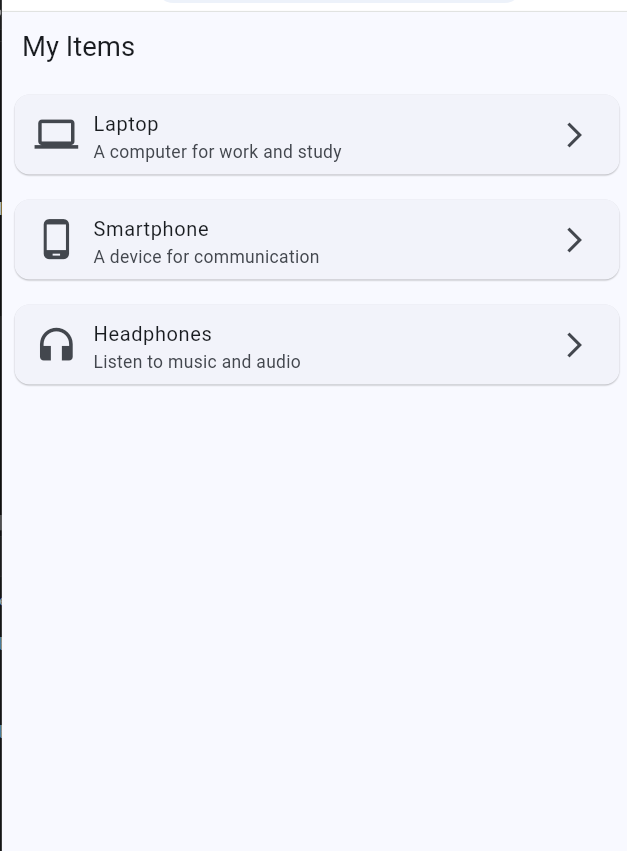 My Items
Laptop
A computer for work and study
Smartphone
A device for communication
Headphones
Listen to music and audio